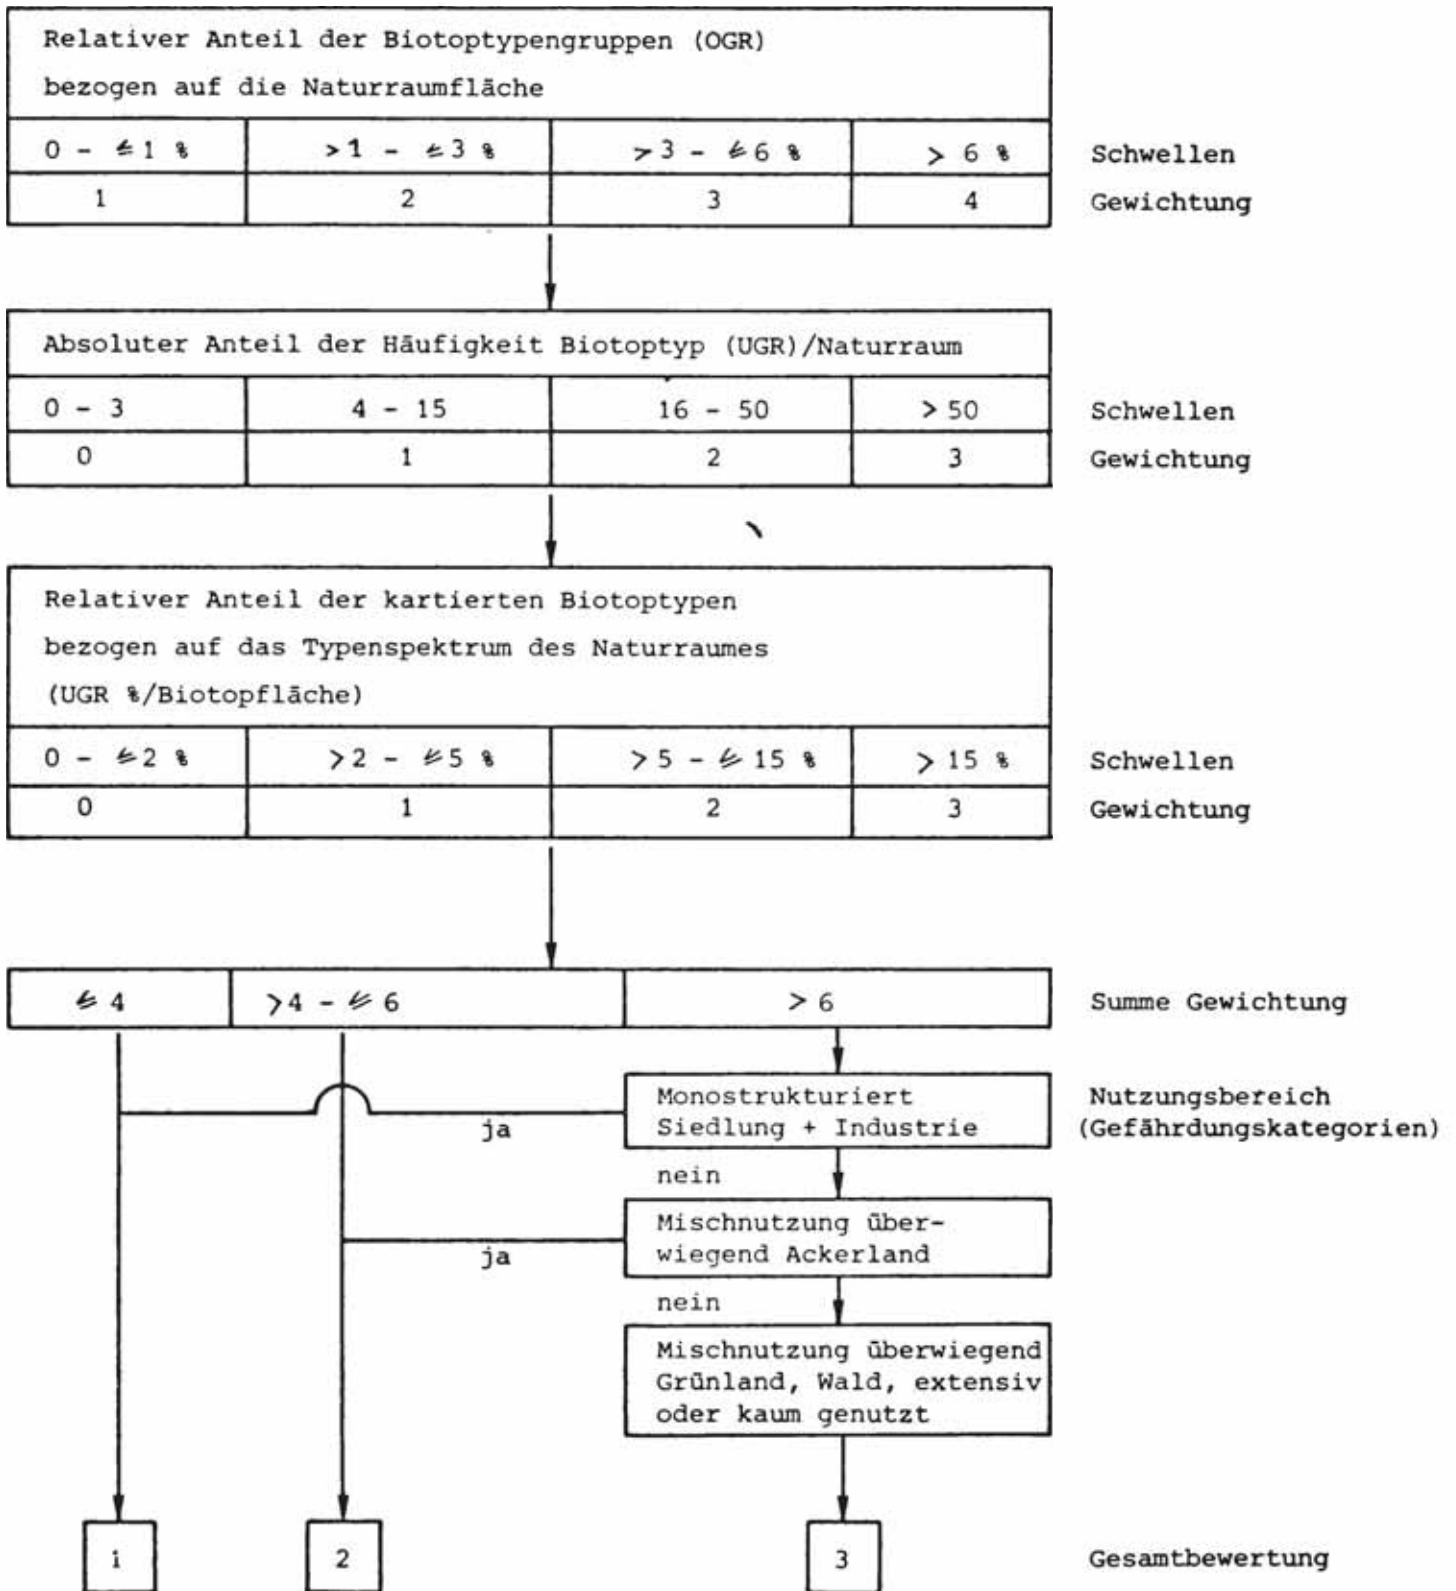 Relativer Anteil der Biotoptypengruppen (OGR)
bezogen auf die Naturraumfläche
0 - ≤1 % >1 - ≤3 % >3 - ≤6 % > 6 % Schwellen
1 2 3 4 Gewichtung
Absoluter Anteil der Häufigkeit Biotoptyp (UGR)/Naturraum
0 - 3 4 - 15 16 - 50 > 50 Schwellen
0 1 2 3 Gewichtung
Relativer Anteil der kartierten Biotoptypen
bezogen auf das Typenspektrum des Naturraumes
(UGR %/Biotopfläche)
0 - ≤2 % >2 - ≤5 % >5 - ≤15 % >15 % Schwellen
0 1 2 3 Gewichtung
≤ 4 >4 - ≤ 6 > 6 Summe Gewichtung
Monostrukturiert
Siedlung + Industrie
Nutzungsbereich
(Gefährdungskategorien)
ja
nein
Mischnutzung über-
wiegend Ackerland
ja
nein
Mischnutzung überwiegend
Grünland, Wald, extensiv
oder kaum genutzt
1 2 3 Gesamtbewertung